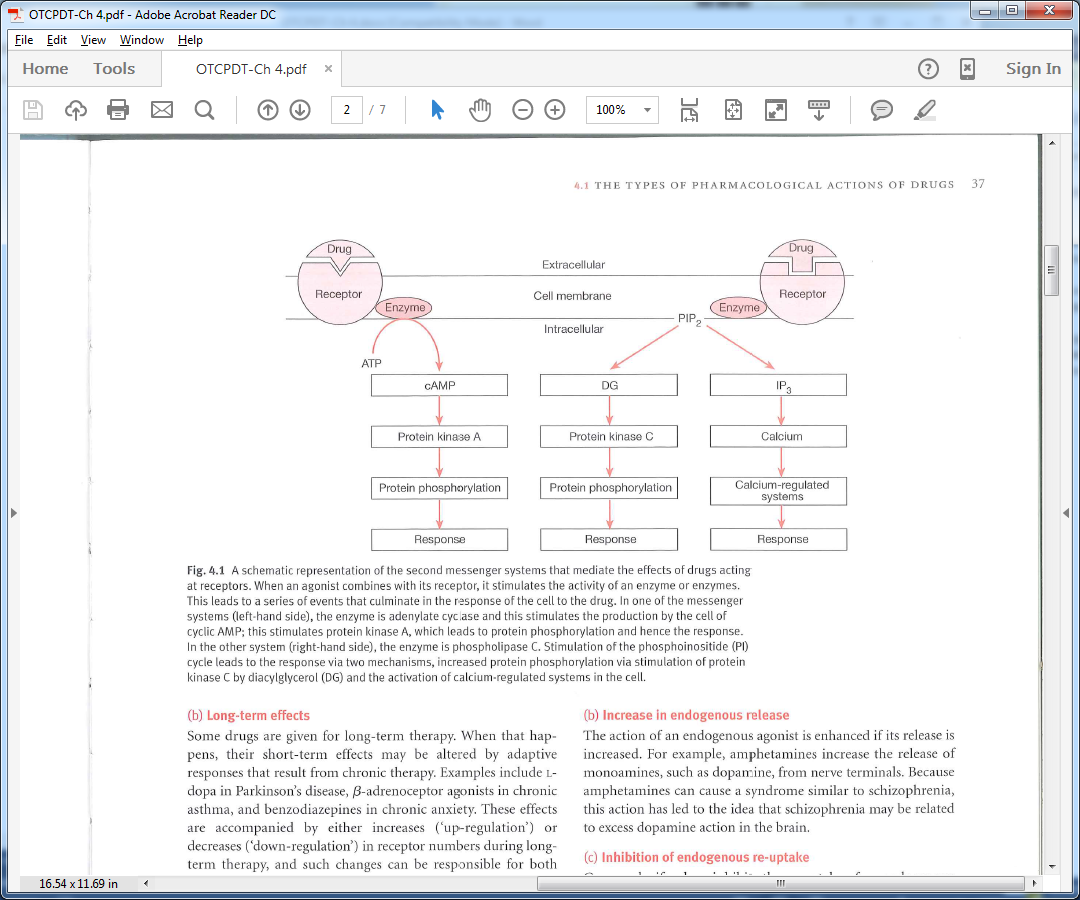 OTCPDT-Ch 4.pdf - Adobe Acrobat Reader DC
File Edit View Window Help
Home Tools OTCPDT-Ch 4.pdf × Sign In
2 / 7 100%
4.1 THE TYPES OF PHARMACOLOGICAL ACTIONS OF DRUGS 37
Drug Drug
Extracellular
Receptor Cell membrane Receptor
Enzyme Enzyme
PIP2
Intracellular
ATP
cAMP DG IP3
Protein kinase A Protein kinase C Calcium
Protein phosphorylation Protein phosphorylation Calcium-regulated
systems
Response Response Response
Fig. 4.1 A schematic representation of the second messenger systems that mediate the effects of drugs acting
at receptors. When an agonist combines with its receptor, it stimulates the activity of an enzyme or enzymes.
This leads to a series of events that culminate in the response of the cell to the drug. In one of the messenger
systems (left-hand side), the enzyme is adenylate cyclase and this stimulates the production by the cell of
cyclic AMP; this stimulates protein kinase A, which leads to protein phosphorylation and hence the response.
In the other system (right-hand side), the enzyme is phospholipase C. Stimulation of the phosphoinositide (PI)
cycle leads to the response via two mechanisms, increased protein phosphorylation via stimulation of protein
kinase C by diacylglycerol (DG) and the activation of calcium-regulated systems in the cell.
(b) Long-term effects
Some drugs are given for long-term therapy. When that hap-
pens, their short-term effects may be altered by adaptive
responses that result from chronic therapy. Examples include L-
dopa in Parkinson's disease, β-adrenoceptor agonists in chronic
asthma, and benzodiazepines in chronic anxiety. These effects
are accompanied by either increases ('up-regulation') or
decreases ('down-regulation') in receptor numbers during long-
term therapy, and such changes can be responsible for both
(b) Increase in endogenous release
The action of an endogenous agonist is enhanced if its release is
increased. For example, amphetamines increase the release of
monoamines, such as dopamine, from nerve terminals. Because
amphetamines can cause a syndrome similar to schizophrenia,
this action has led to the idea that schizophrenia may be related
to excess dopamine action in the brain.
(c) Inhibition of endogenous re-uptake
16.54 x 11.69 in